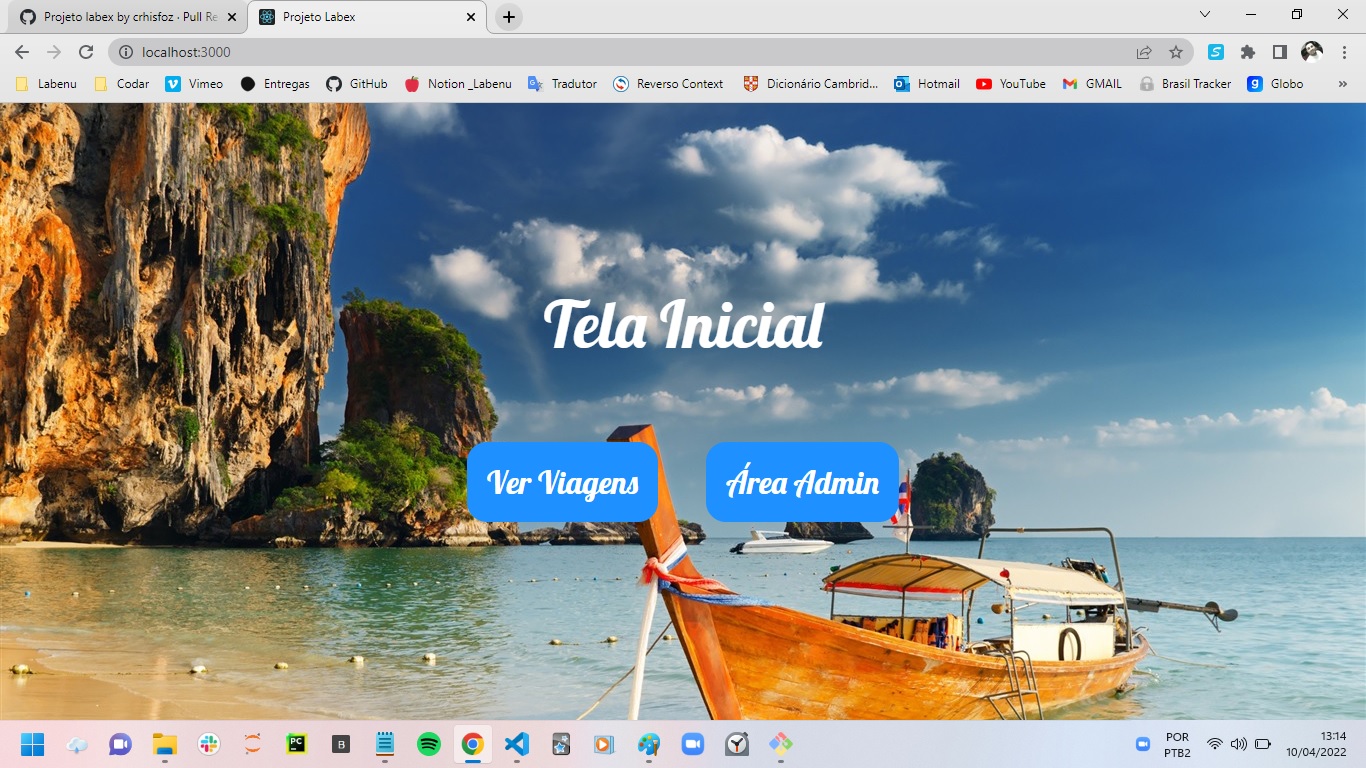 Projeto labex by crhisfoz · Pull Re
Projeto Labex
localhost:3000
Labenu
Codar
Vimeo
Entregas
GitHub
Notion _Labenu
Tradutor
Reverso Context
Dicionário Cambrid...
Hotmail
YouTube
GMAIL
Brasil Tracker
Globo
»
Tela Inicial
Ver Viagens
Área Admin
POR
PTB2
13:14
10/04/2022